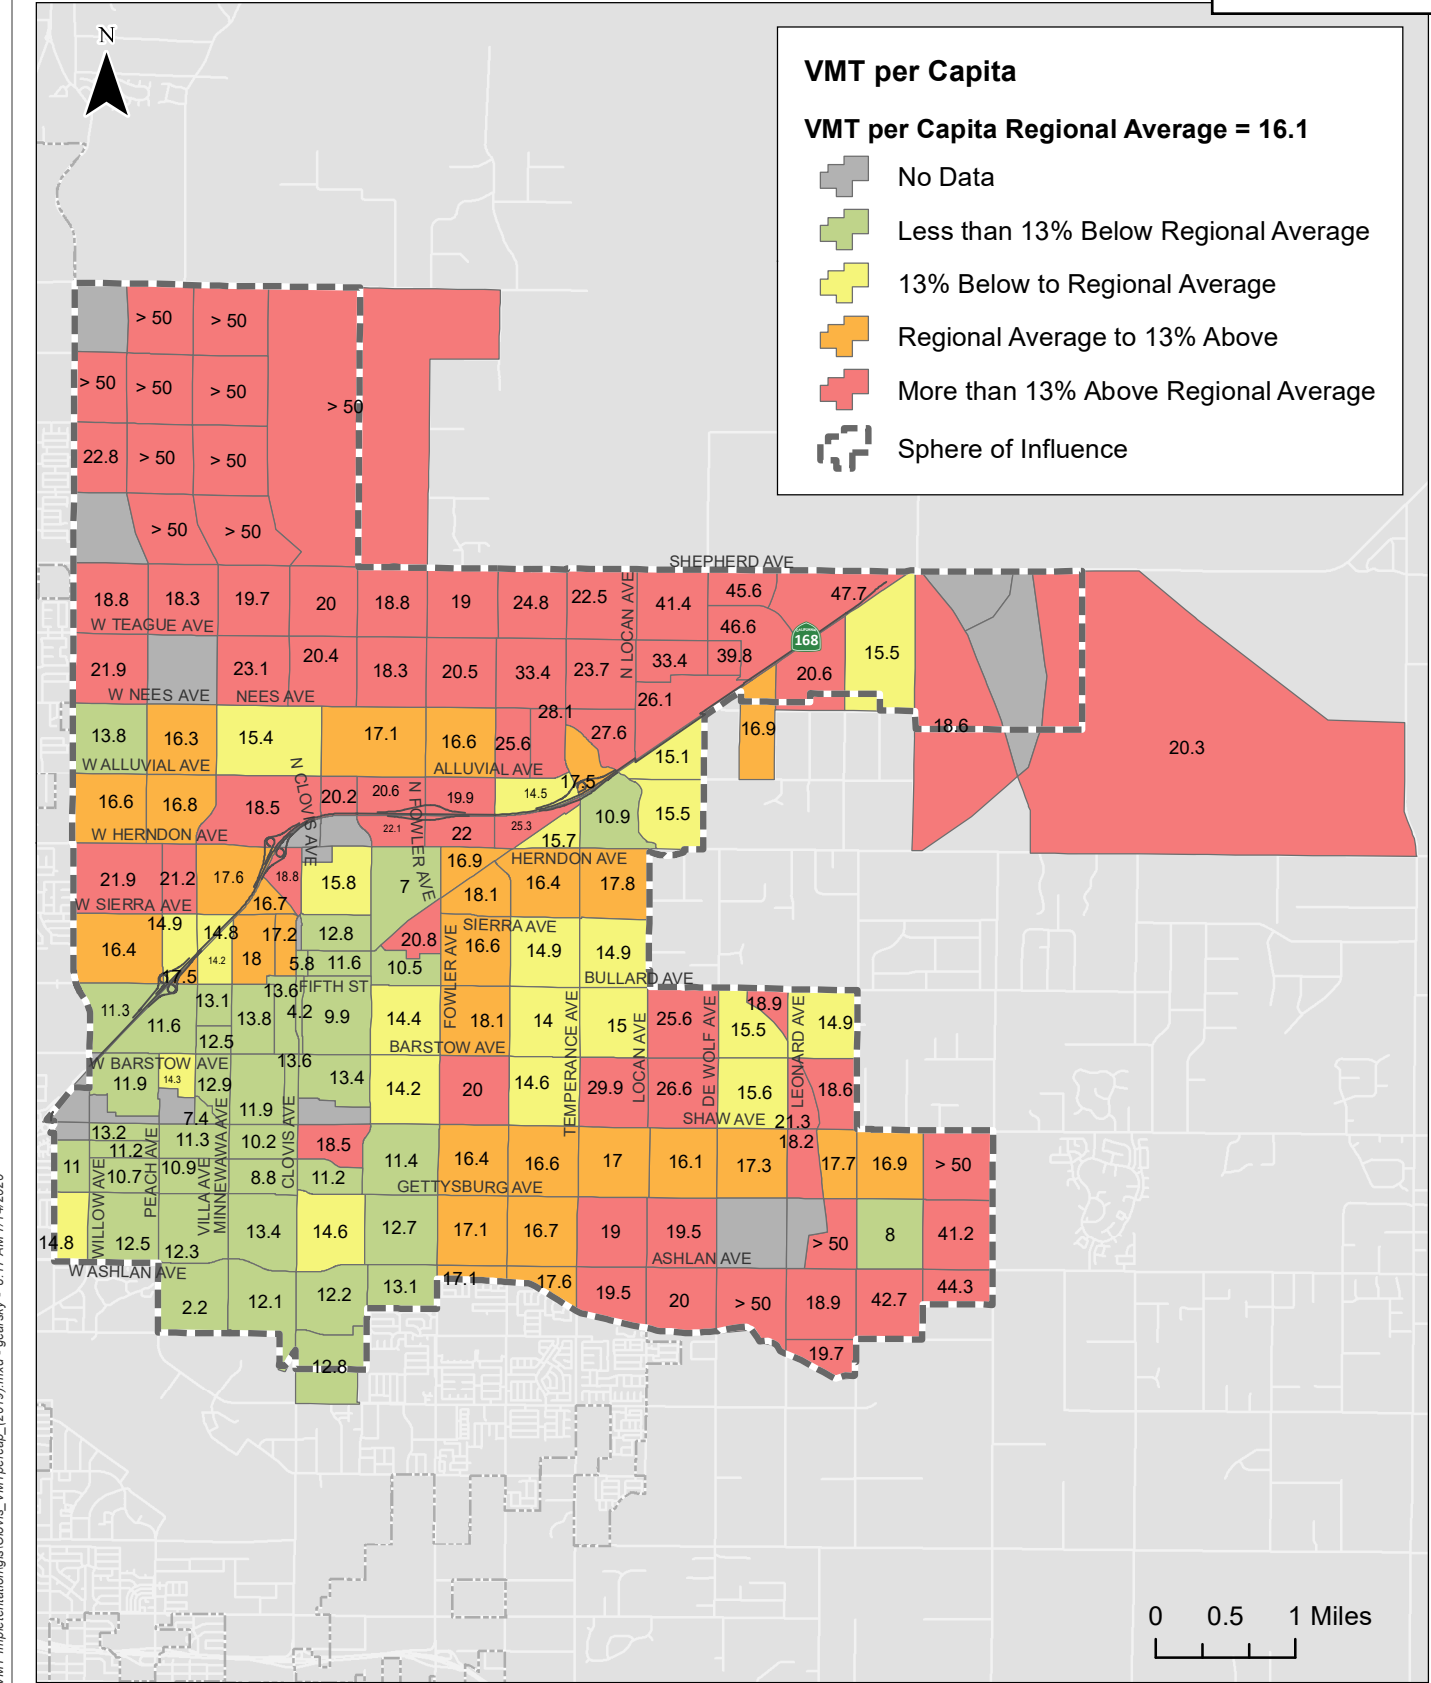 N
VMT per Capita
VMT per Capita Regional Average = 16.1
No Data
Less than 13% Below Regional Average
13% Below to Regional Average
Regional Average to 13% Above
More than 13% Above Regional Average
Sphere of Influence
> 50 > 50
> 50 > 50 > 50 > 50
22.8 > 50 > 50
> 50 > 50
SHEPHERD AVE
18.8 18.3 19.7 20 18.8 19 24.8 22.5 N LOCAN AVE 41.4 45.6 47.7
W TEAGUE AVE 46.6 CALIFORNIA 168
21.9 23.1 20.4 18.3 20.5 33.4 23.7 33.4 39.8 20.6 15.5
W NEES AVE NEES AVE 26.1
13.8 16.3 15.4 17.1 16.6 25.6 28.1 27.6 15.1 16.9 18.6 20.3
W ALLUVIAL AVE N CLOVIS AVE ALLUVIAL AVE 17.5
16.6 16.8 18.5 20.2 20.6 N FOWLER AVE 19.9 14.5 10.9 15.5
W HERNDON AVE 22.1 22 25.3 15.7
21.9 21.2 17.6 18.8 15.8 7 16.9 HERNDON AVE
18.1 16.4 17.8
W SIERRA AVE 16.7
16.4 14.9 14.8 17.2 12.8 20.8 FOWLER AVE SIERRA AVE
16.6 14.9 14.9
14.2 18 5.8 11.6 10.5
17.5 FIFTH ST BULLARD AVE
11.3 11.6 13.1 13.6 13.8 4.2 9.9 14.4 18.1 14 TEMPERANCE AVE 15 LOCAN AVE 25.6 DE WOLF AVE 18.9 15.5 LEONARD AVE 14.9
12.5 BARSTOW AVE
W BARSTOW AVE 13.6
11.9 14.3 12.9 13.4 14.2 20 14.6 29.9 26.6 15.6 18.6
7.4 11.9 CLOVIS AVE SHAW AVE 21.3
13.2 11.3 10.2 18.5 18.2
11 11.2 PEACH AVE 11.4 16.4 16.6 17 16.1 17.3 17.7 16.9 > 50
WILLOW AVE 10.7 10.9 VILLA AVE MINNEWAWA AVE 8.8 11.2
GETTYSBURG AVE
14.8 12.5 12.3 13.4 14.6 12.7 17.1 16.7 19 19.5 > 50 8 41.2
W ASHLAN AVE ASHLAN AVE
2.2 12.1 12.2 13.1 17.1 17.6 19.5 20 > 50 18.9 42.7 44.3
12.8 19.7
0 0.5 1 Miles